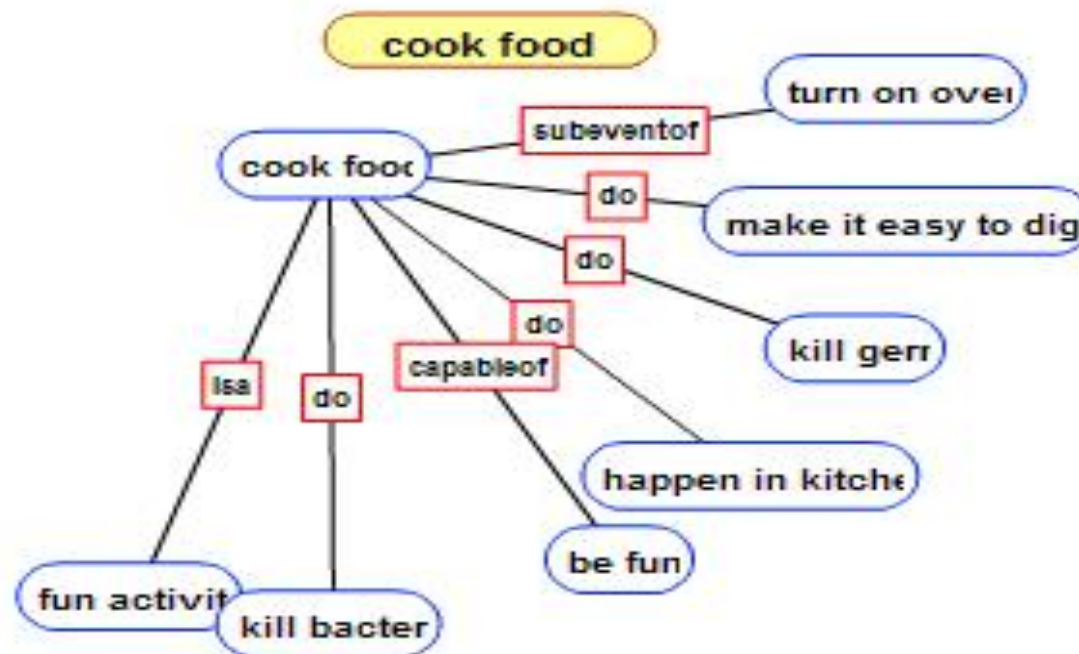 cook food
turn on over
subeventof
cook food
do
make it easy to dig
do
kill gerr
do
capableof
Isa
do
happen in kitche
be fun
fun activit
kill bacter